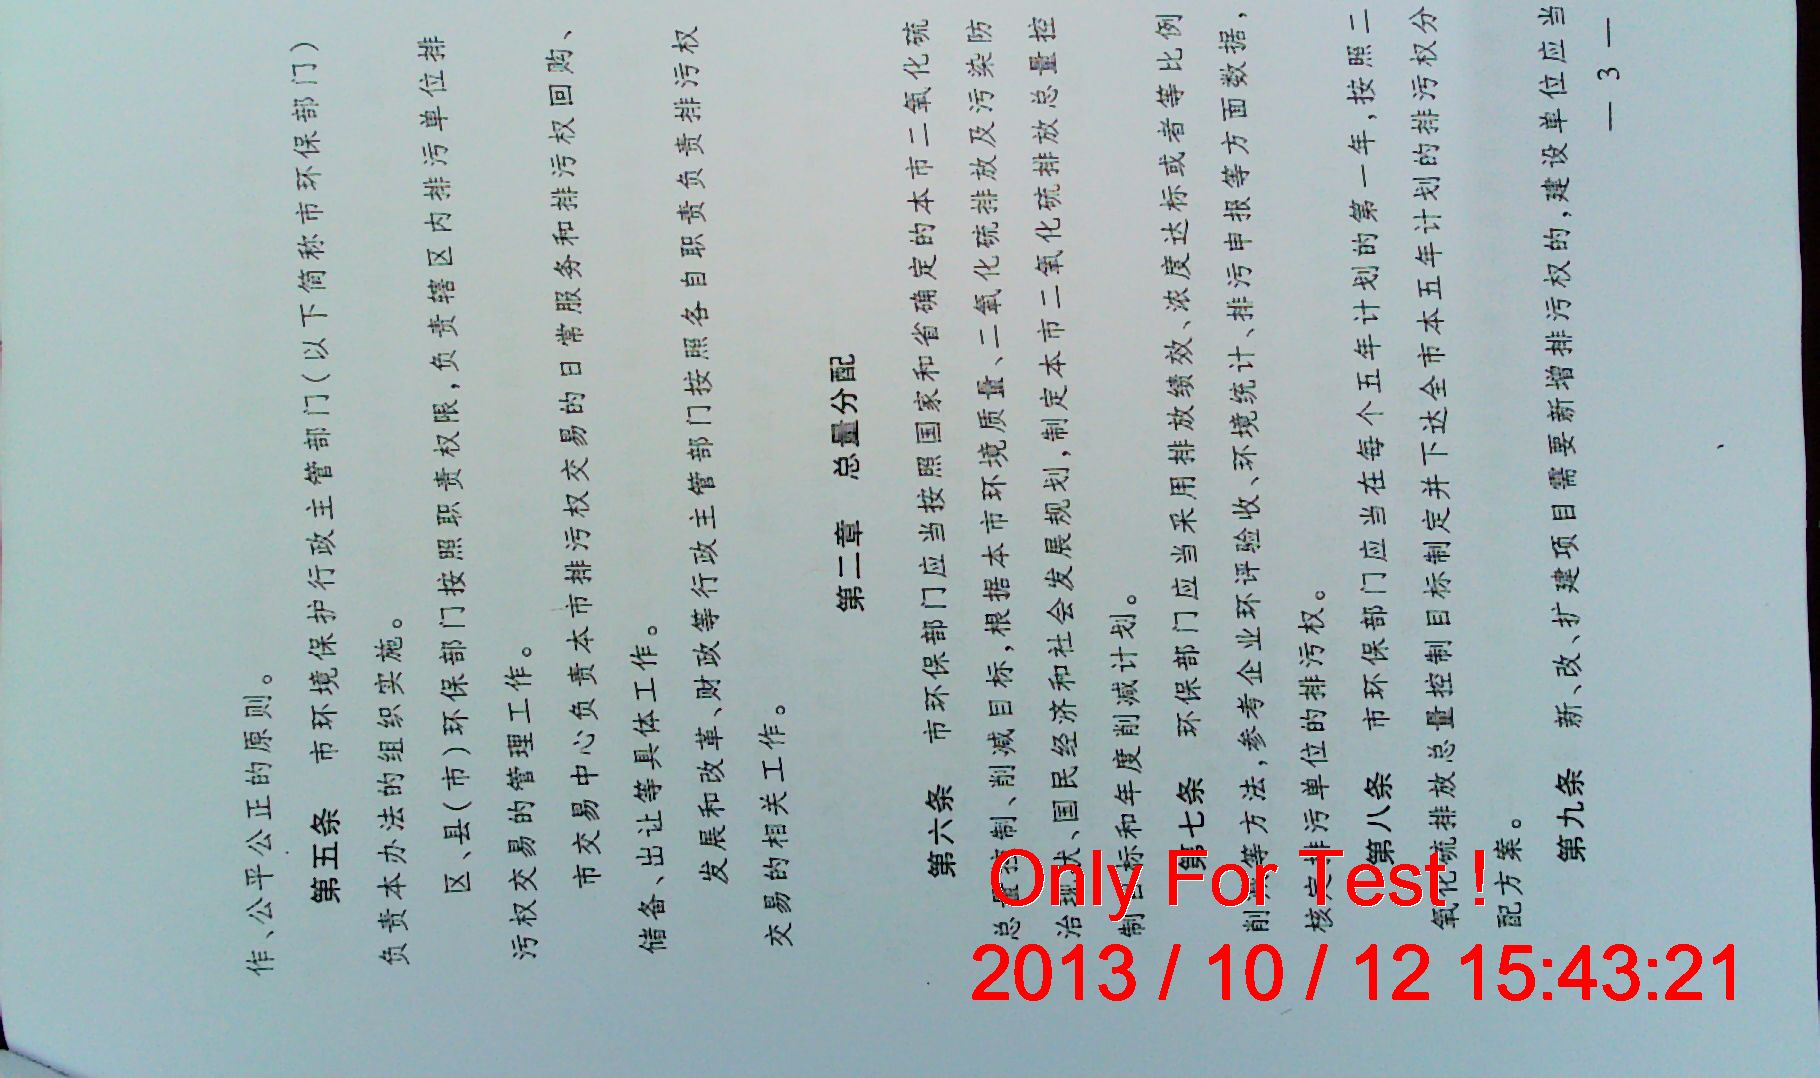 作、公平公正的原则。
第五条 市环境保护行政主管部门(以下简称市环保部门)
负责本办法的组织实施。
区、县(市)环保部门按照职责权限,负责辖区内排污单位排
污权交易的管理工作。
市交易中心负责本市排污权交易的日常服务和排污权回购、
储备、出让等具体工作。
发展和改革、财政等行政主管部门按照各自职责负责排污权
交易的相关工作。
第二章 总量分配
第六条 市环保部门应当按照国家和省确定的本市二氧化硫
总量控制、削减目标,根据本市环境质量、二氧化硫排放及污染防
治现状、国民经济和社会发展规划,制定本市二氧化硫排放总量控
制目标和年度削减计划。
第七条 环保部门应当采用排放绩效、浓度达标或者等比例
削减等方法,参考企业环评验收、环境统计、排污申报等方面数据,
核定排污单位的排污权。
第八条 市环保部门应当在每个五年计划的第一年,按照二
氧化硫排放总量控制目标制定并下达全市本五年计划的排污权分
配方案。
第九条 新、改、扩建项目需要新增排污权的,建设单位应当
— 3 —
Only For Test !
2013 / 10 / 12 15:43:21